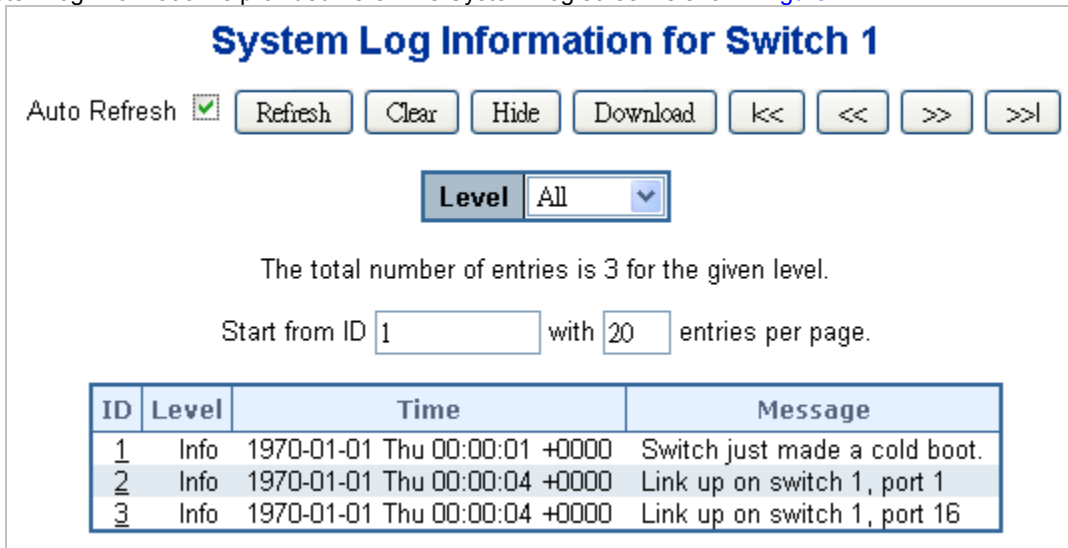 System Log Information for Switch 1
Auto Refresh Refresh Clear Hide Download |<< << >> >>|
Level All
The total number of entries is 3 for the given level.
Start from ID 1 with 20 entries per page.
ID Level Time Message
1 Info 1970-01-01 Thu 00:00:01 +0000 Switch just made a cold boot.
2 Info 1970-01-01 Thu 00:00:04 +0000 Link up on switch 1, port 1
3 Info 1970-01-01 Thu 00:00:04 +0000 Link up on switch 1, port 16